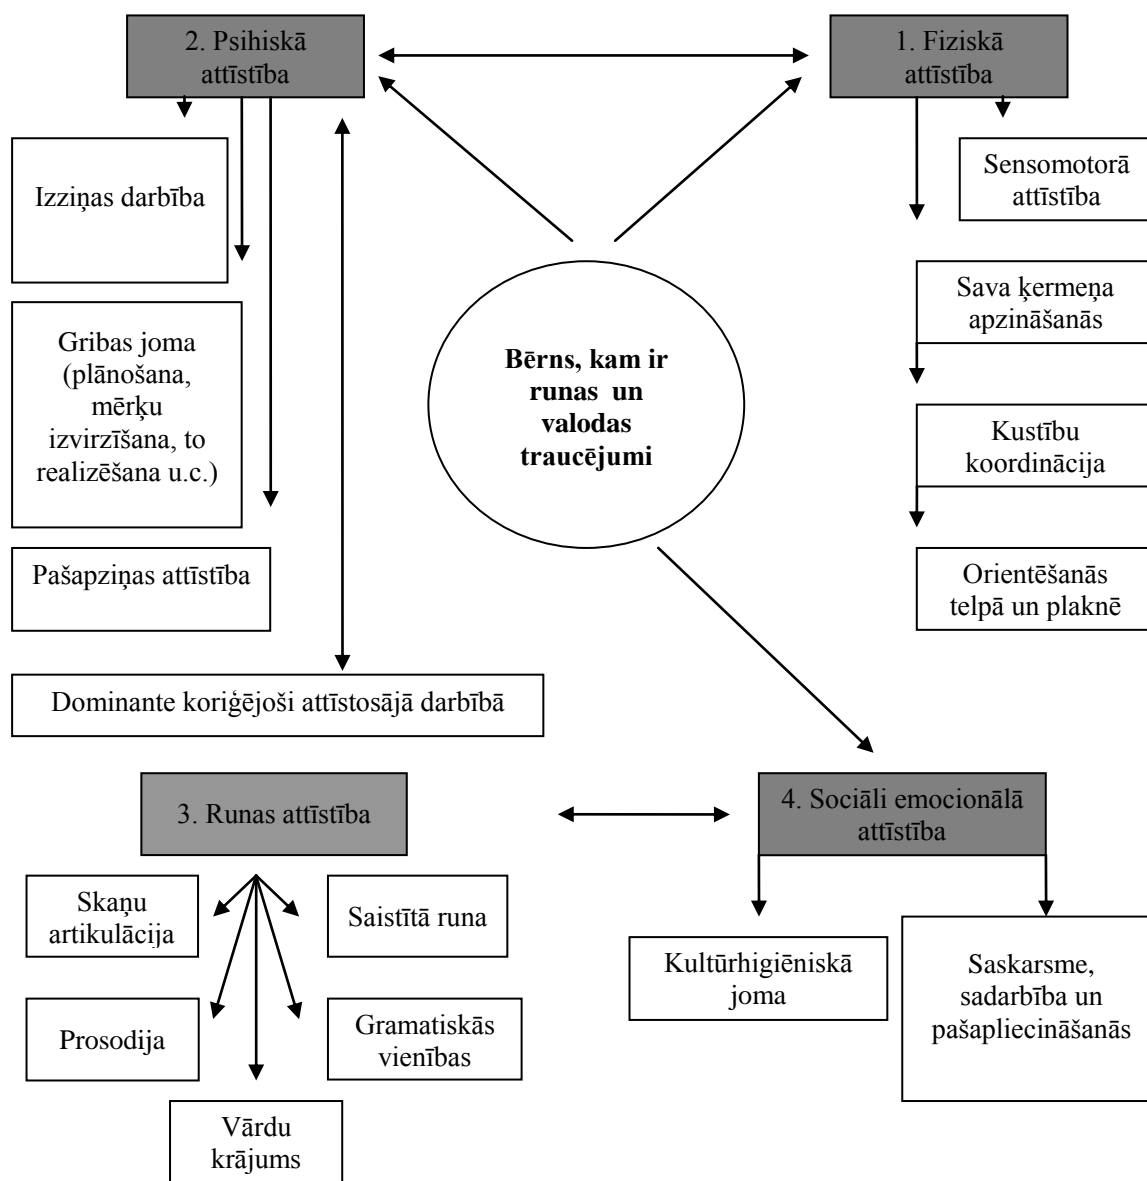 2. Psihiskā
attīstība
1. Fiziskā
attīstība
Izziņas darbība
Sensomotorā
attīstība
Gribas joma
(plānošana,
mērķu
izvirzīšana, to
realizēšana u.c.)
Sava ķermeņa
apzināšanās
Bērns, kam ir
runas un
valodas
traucējumi
Kustību
koordinācija
Pašapziņas attīstība
Orientēšanās
telpā un plaknē
Dominante koriģējoši attīstosājā darbībā
3. Runas attīstība
4. Sociāli emocionālā
attīstība
Skaņu
artikulācija
Saistītā runa
Kultūrhigiēniskā
joma
Saskarsme,
sadarbība un
pašapliecināšanās
Prosodija
Gramatiskās
vienības
Vārdu
krājums